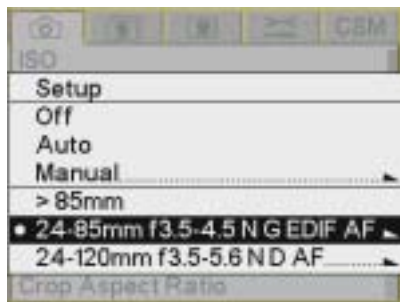 CSM
ISO
Setup
Off
Auto
Manual
> 85mm
24-85mm f3.5-4.5 N G EDIF AF
24-120mm f3.5-5.6 N D AF
Crop Aspect Ratio